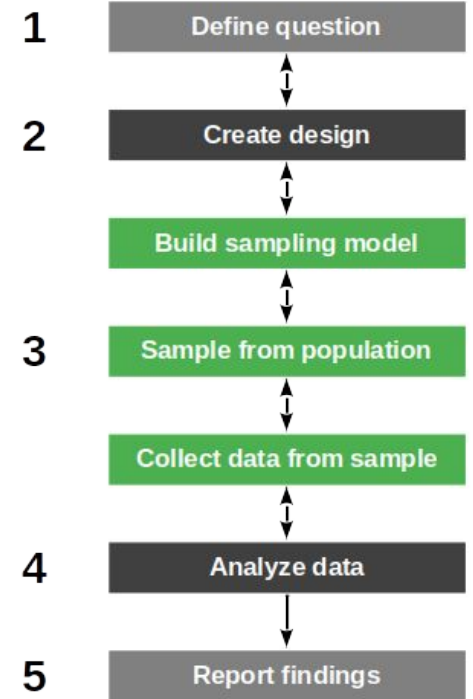 1 Define question
2 Create design
Build sampling model
3 Sample from population
Collect data from sample
4 Analyze data
5 Report findings